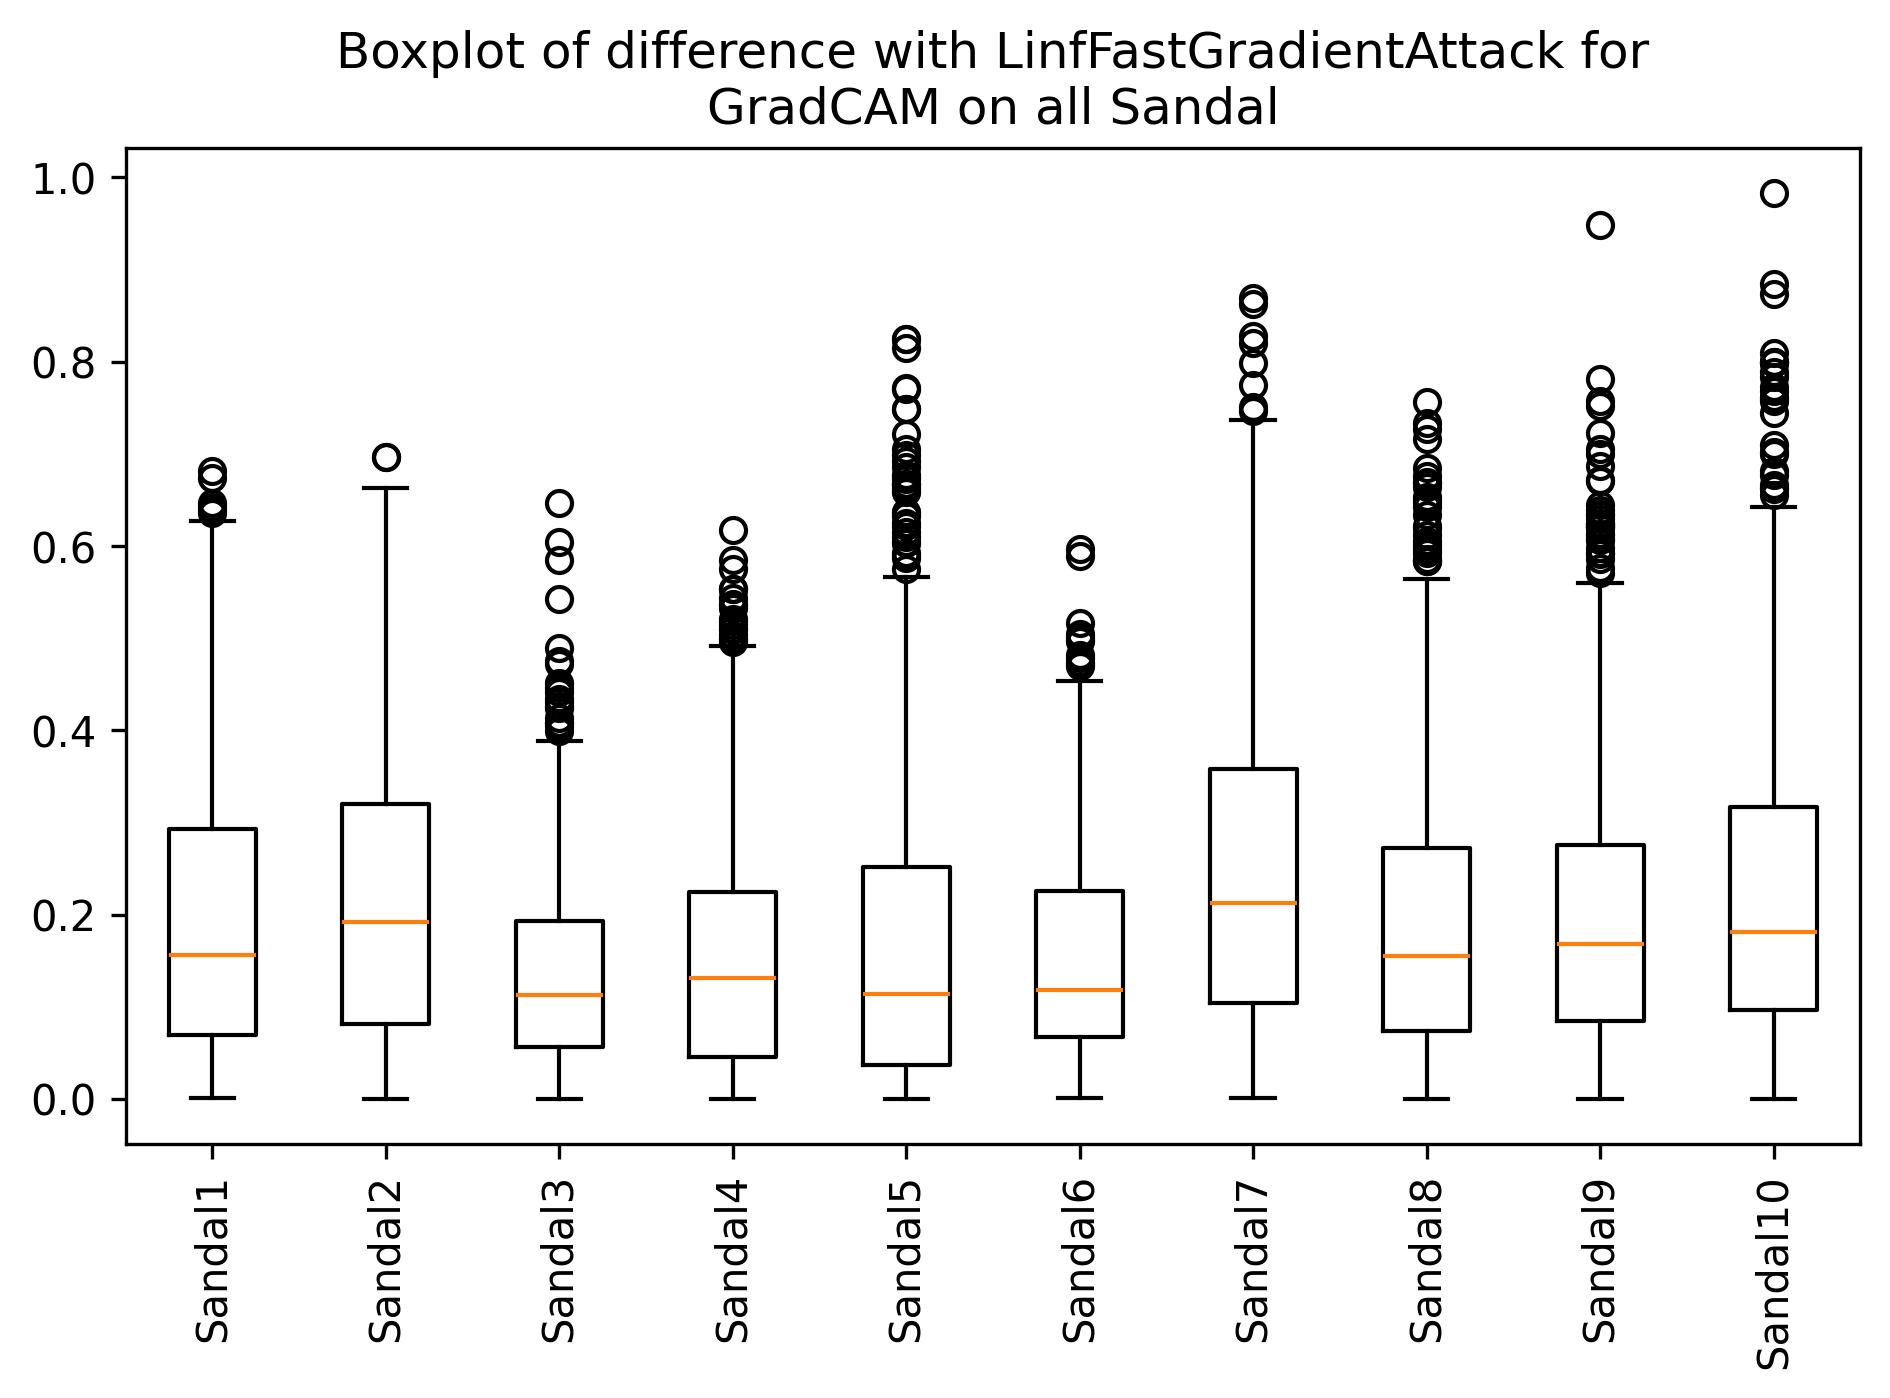 Boxplot of difference with LinfFastGradientAttack for
GradCAM on all Sandal
1.0
0.8
0.6
0.4
0.2
0.0
Sandal1
Sandal2
Sandal3
Sandal4
Sandal5
Sandal6
Sandal7
Sandal8
Sandal9
Sandal10